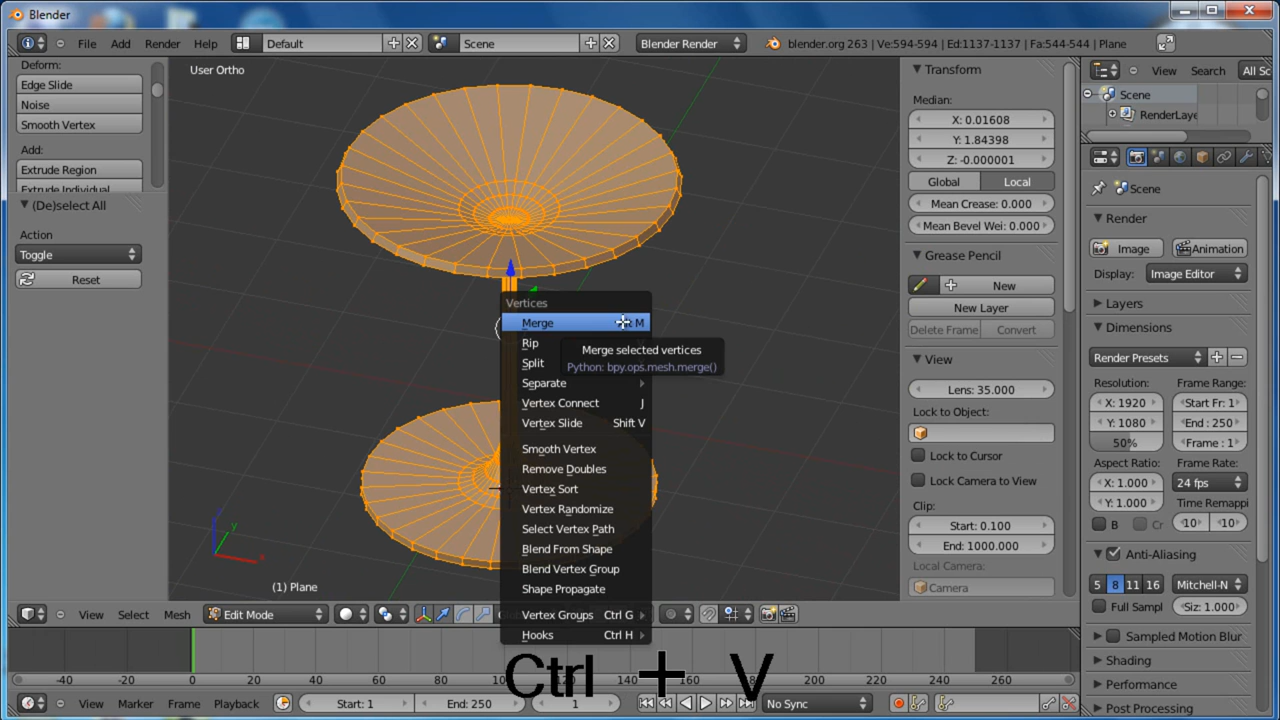 Blender
File Add Render Help Default Scene Blender Render blender.org 263 | Ve:594-594 | Ed:1137-1137 | Fa:544-544 | Plane
Deform:
Edge Slide
Noise
Smooth Vertex
Add:
Extrude Region
Extrude Individual
(De)select All
Action
Toggle
Reset
User Ortho
Vertices
Merge M
Rip
Split
Separate
Vertex Connect J
Vertex Slide Shift V
Smooth Vertex
Remove Doubles
Vertex Sort
Vertex Randomize
Select Vertex Path
Blend From Shape
Blend Vertex Group
Shape Propagate
Vertex Groups Ctrl G
Hooks Ctrl H
Merge selected vertices
Python: bpy.ops.mesh.merge()
z
y
x
(1) Plane
View Select Mesh Edit Mode
Transform
Median:
X: 0.01608
Y: 1.84398
Z: -0.000001
Global Local
Mean Crease: 0.000
Mean Bevel Wei: 0.000
Grease Pencil
New
New Layer
Delete Frame Convert
View
Lens: 35.000
Lock to Object:
Lock to Cursor
Lock Camera to View
Clip:
Start: 0.100
End: 1000.000
Local Camera:
Camera
View Search All Sc
Scene
RenderLaye
Scene
Render
Image Animation
Display: Image Editor
Layers
Dimensions
Render Presets
Resolution: Frame Range:
X: 1920 Start Fr: 1
Y: 1080 End : 250
50% Frame : 1
Aspect Ratio: Frame Rate:
X: 1.000 24 fps
Y: 1.000 Time Remappi
B Cr 10 10
Anti-Aliasing
5 8 11 16 Mitchell-N
Full Sampl Siz: 1.000
Sampled Motion Blur
Shading
Performance
Post Processing
-40 -20 0 20 40 60 80 100 120 140 160 180 200 220 240 260
View Marker Frame Playback Start: 1 End: 250 1 No Sync
Ctrl + V